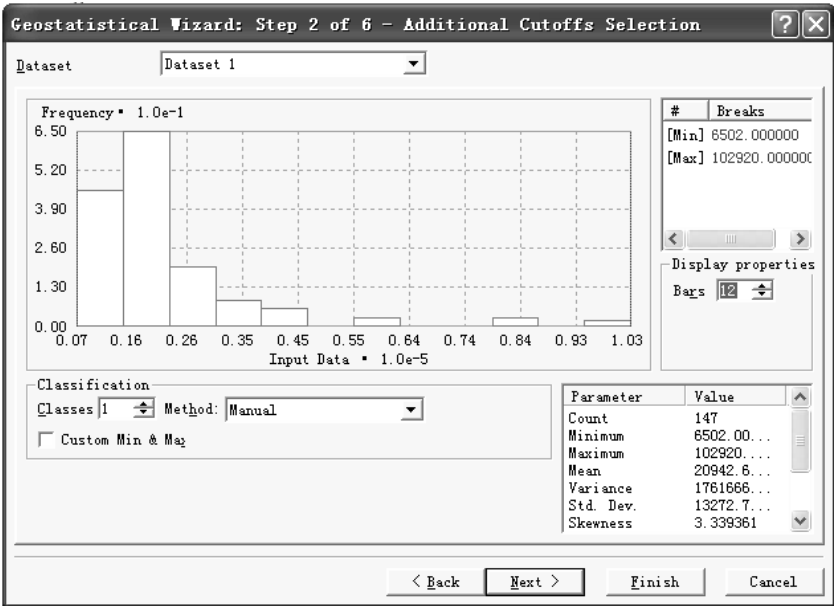 Geostatistical Wizard: Step 2 of 6 - Additional Cutoffs Selection
Dataset Dataset 1
Frequency · 1.0e-1
6.50
5.20
3.90
2.60
1.30
0.00
0.07 0.16 0.26 0.35 0.45 0.55 0.64 0.74 0.84 0.93 1.03
Input Data · 1.0e-5
# Breaks
[Min] 6502.000000
[Max] 102920.000000
Display properties
Bars 12
Classification
Classes 1 Method: Manual
Custom Min & Max
Parameter Value
Count 147
Minimum 6502.00...
Maximum 102920....
Mean 20942.6...
Variance 1761666...
Std. Dev. 13272.7...
Skewness 3.339361
< Back Next > Finish Cancel